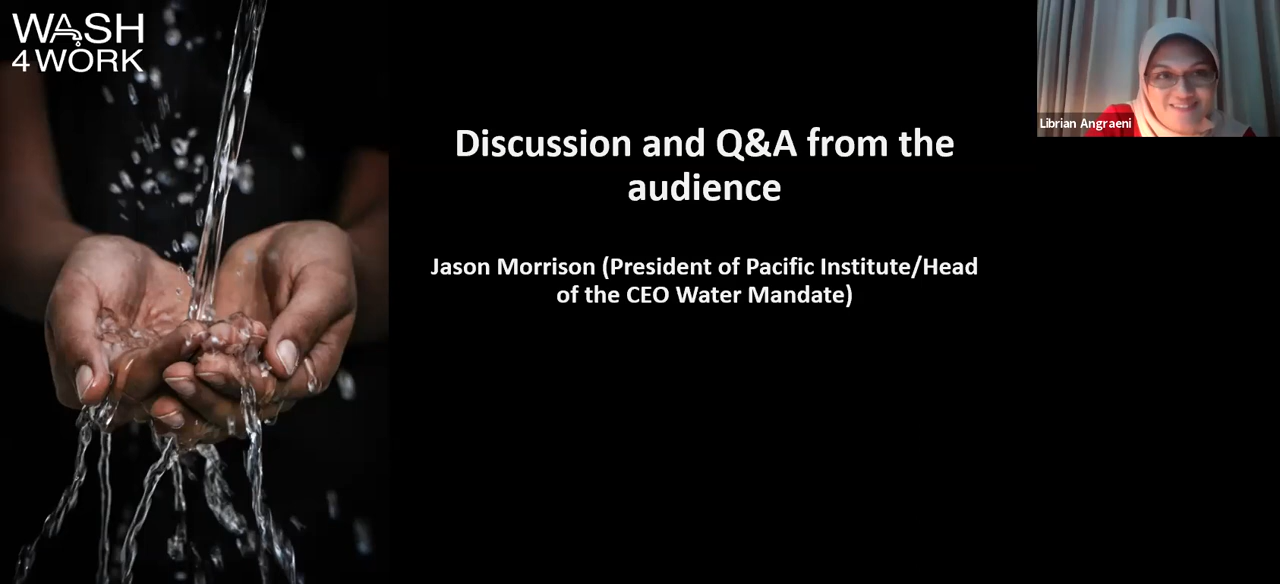 WASH
4WORK
Discussion and Q&A from the
audience
Jason Morrison (President of Pacific Institute/Head
of the CEO Water Mandate)
Librian Angraeni